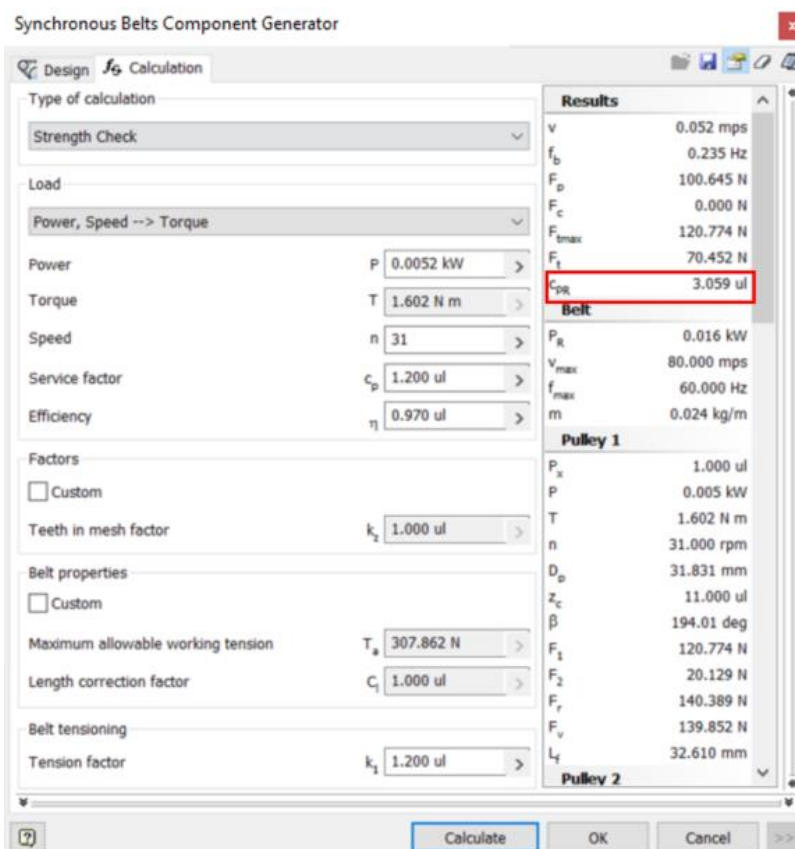 Synchronous Belts Component Generator
x
Design fG Calculation
Type of calculation
Strength Check
Load
Power, Speed --> Torque
Power P 0.0052 kW >
Torque T 1.602 N m >
Speed n 31 >
Service factor cp 1.200 ul >
Efficiency η 0.970 ul >
Factors
Custom
Teeth in mesh factor kz 1.000 ul >
Belt properties
Custom
Maximum allowable working tension Ta 307.862 N >
Length correction factor Cl 1.000 ul >
Belt tensioning
Tension factor k1 1.200 ul >
Results
v 0.052 mps
fb 0.235 Hz
Fp 100.645 N
Fc 0.000 N
Ftmax 120.774 N
Ft 70.452 N
cPR 3.059 ul
Belt
PR 0.016 kW
vmax 80.000 mps
fmax 60.000 Hz
m 0.024 kg/m
Pulley 1
Px 1.000 ul
P 0.005 kW
T 1.602 N m
n 31.000 rpm
Dp 31.831 mm
zc 11.000 ul
β 194.01 deg
F1 120.774 N
F2 20.129 N
Fr 140.389 N
Fv 139.852 N
Lf 32.610 mm
Pulley 2
? Calculate OK Cancel >>